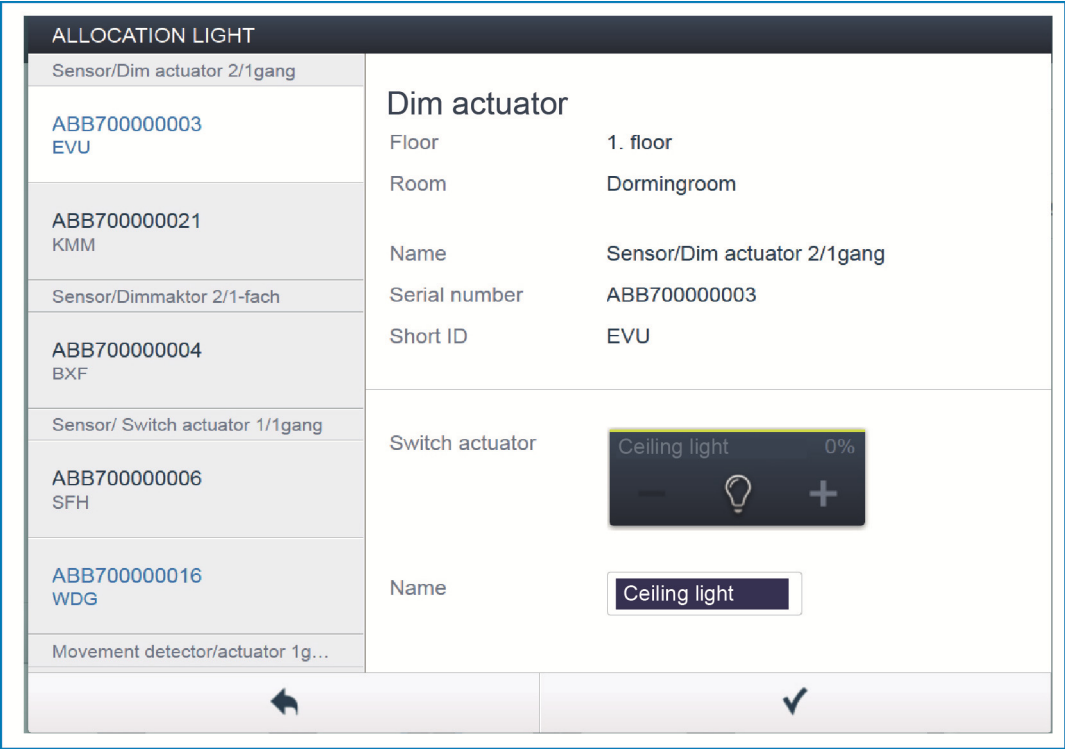 ALLOCATION LIGHT
Sensor/Dim actuator 2/1gang
ABB700000003
EVU
ABB700000021
KMM
Sensor/Dimmaktor 2/1-fach
ABB700000004
BXF
Sensor/ Switch actuator 1/1gang
ABB700000006
SFH
ABB700000016
WDG
Movement detector/actuator 1g...
Dim actuator
Floor 1. floor
Room Dormingroom
Name Sensor/Dim actuator 2/1gang
Serial number ABB700000003
Short ID EVU
Switch actuator
Ceiling light 0%
Name Ceiling light